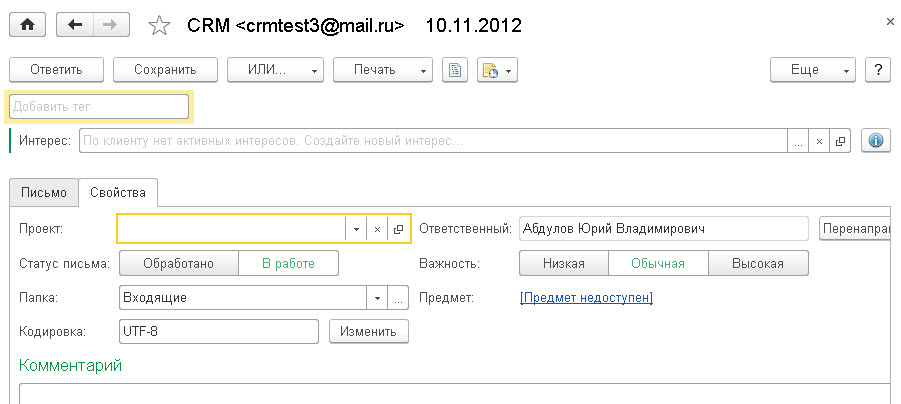 CRM <crmtest3@mail.ru> 10.11.2012
Ответить Сохранить ИЛИ... Печать Еще ?
Добавить тег
Интерес: По клиенту нет активных интересов. Создайте новый интерес... ...
Письмо Свойства
Проект: Ответственный: Абдулов Юрий Владимирович Перенапра
Статус письма: Обработано В работе Важность: Низкая Обычная Высокая
Папка: Входящие ... Предмет: [Предмет недоступен]
Кодировка: UTF-8 Изменить
Комментарий